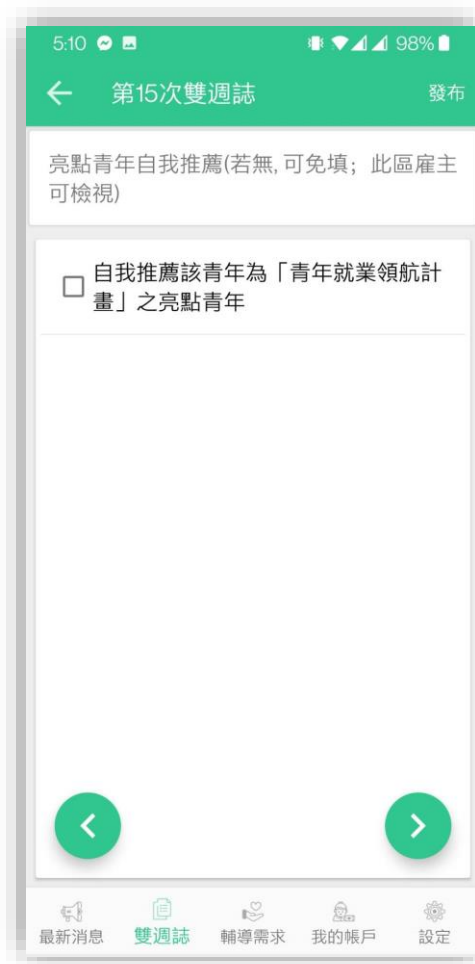 5:10 98%
第15次雙週誌 發布
亮點青年自我推薦(若無, 可免填；此區雇主
可檢視)
自我推薦該青年為「青年就業領航計
畫」之亮點青年
最新消息 雙週誌 輔導需求 我的帳戶 設定